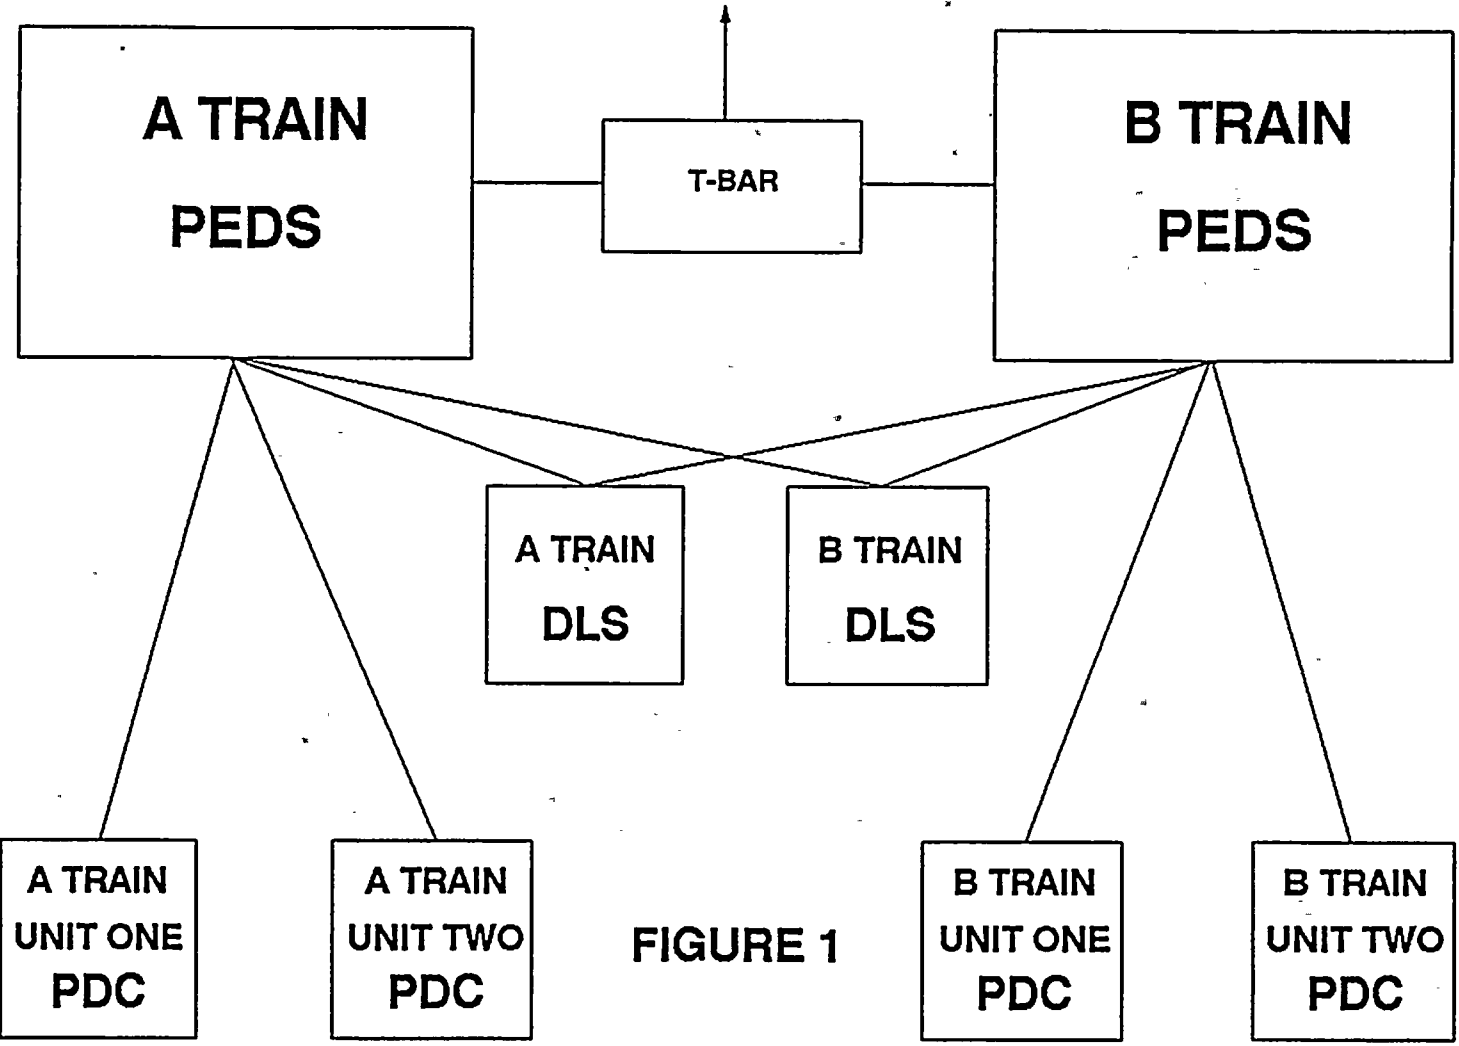 A TRAIN
PEDS
T-BAR
B TRAIN
PEDS
A TRAIN
DLS
B TRAIN
DLS
A TRAIN
UNIT ONE
PDC
A TRAIN
UNIT TWO
PDC
FIGURE 1
B TRAIN
UNIT ONE
PDC
B TRAIN
UNIT TWO
PDC